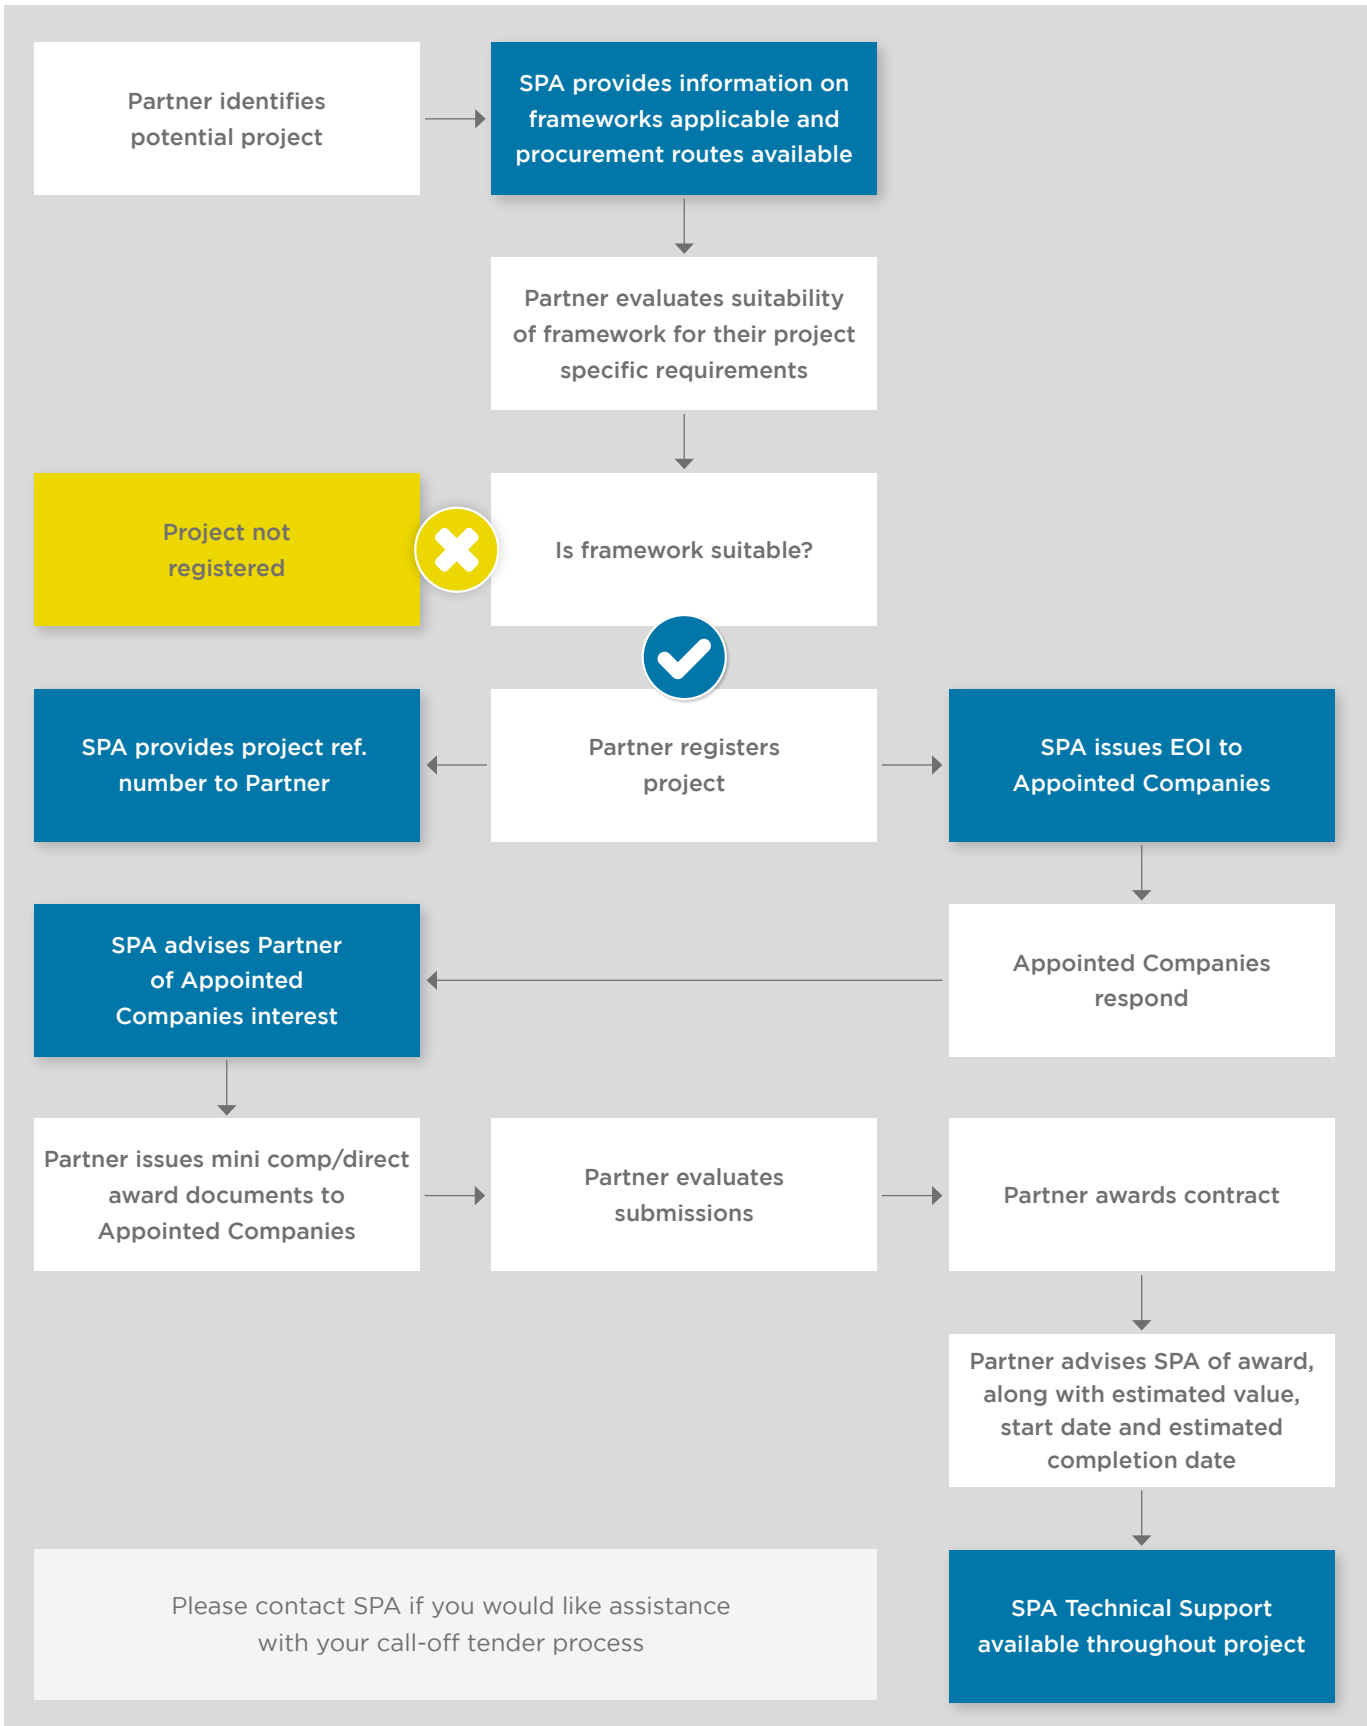 Partner identifies
potential project
SPA provides information on
frameworks applicable and
procurement routes available
Partner evaluates suitability
of framework for their project
specific requirements
Project not
registered
Is framework suitable?
SPA provides project ref.
number to Partner
Partner registers
project
SPA issues EOI to
Appointed Companies
SPA advises Partner
of Appointed
Companies interest
Appointed Companies
respond
Partner issues mini comp/direct
award documents to
Appointed Companies
Partner evaluates
submissions
Partner awards contract
Partner advises SPA of award,
along with estimated value,
start date and estimated
completion date
Please contact SPA if you would like assistance
with your call-off tender process
SPA Technical Support
available throughout project